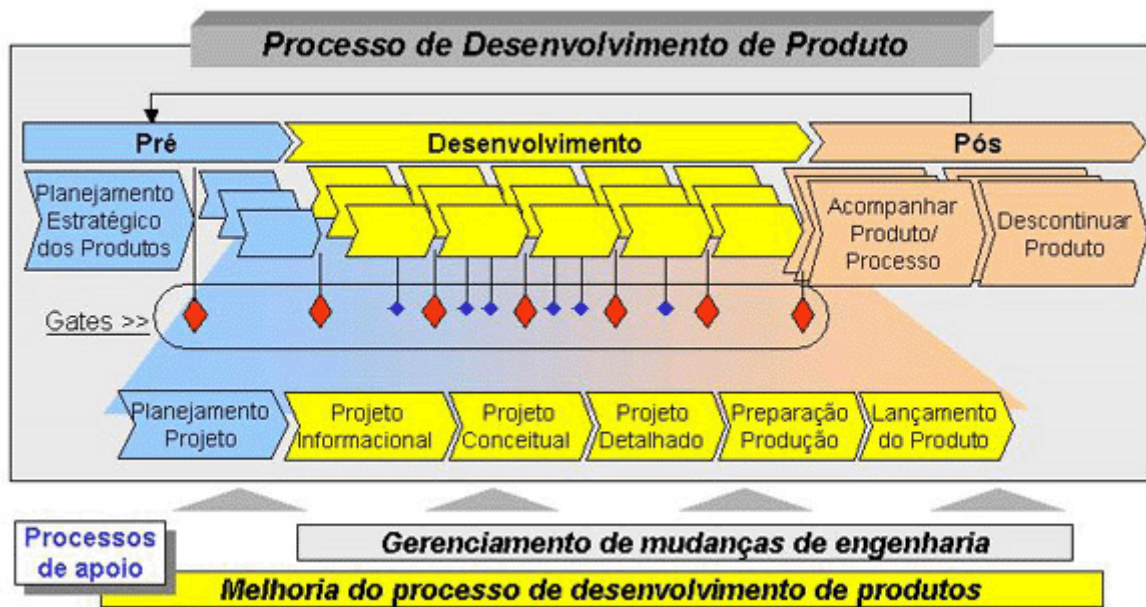 Processo de Desenvolvimento de Produto
Pré
Desenvolvimento
Pós
Planejamento
Estratégico
dos Produtos
Acompanhar
Produto/
Processo
Descontinuar
Produto
Gates >>
Planejamento
Projeto
Projeto
Informacional
Projeto
Conceitual
Projeto
Detalhado
Preparação
Produção
Lançamento
do Produto
Processos
de apoio
Gerenciamento de mudanças de engenharia
Melhoria do processo de desenvolvimento de produtos